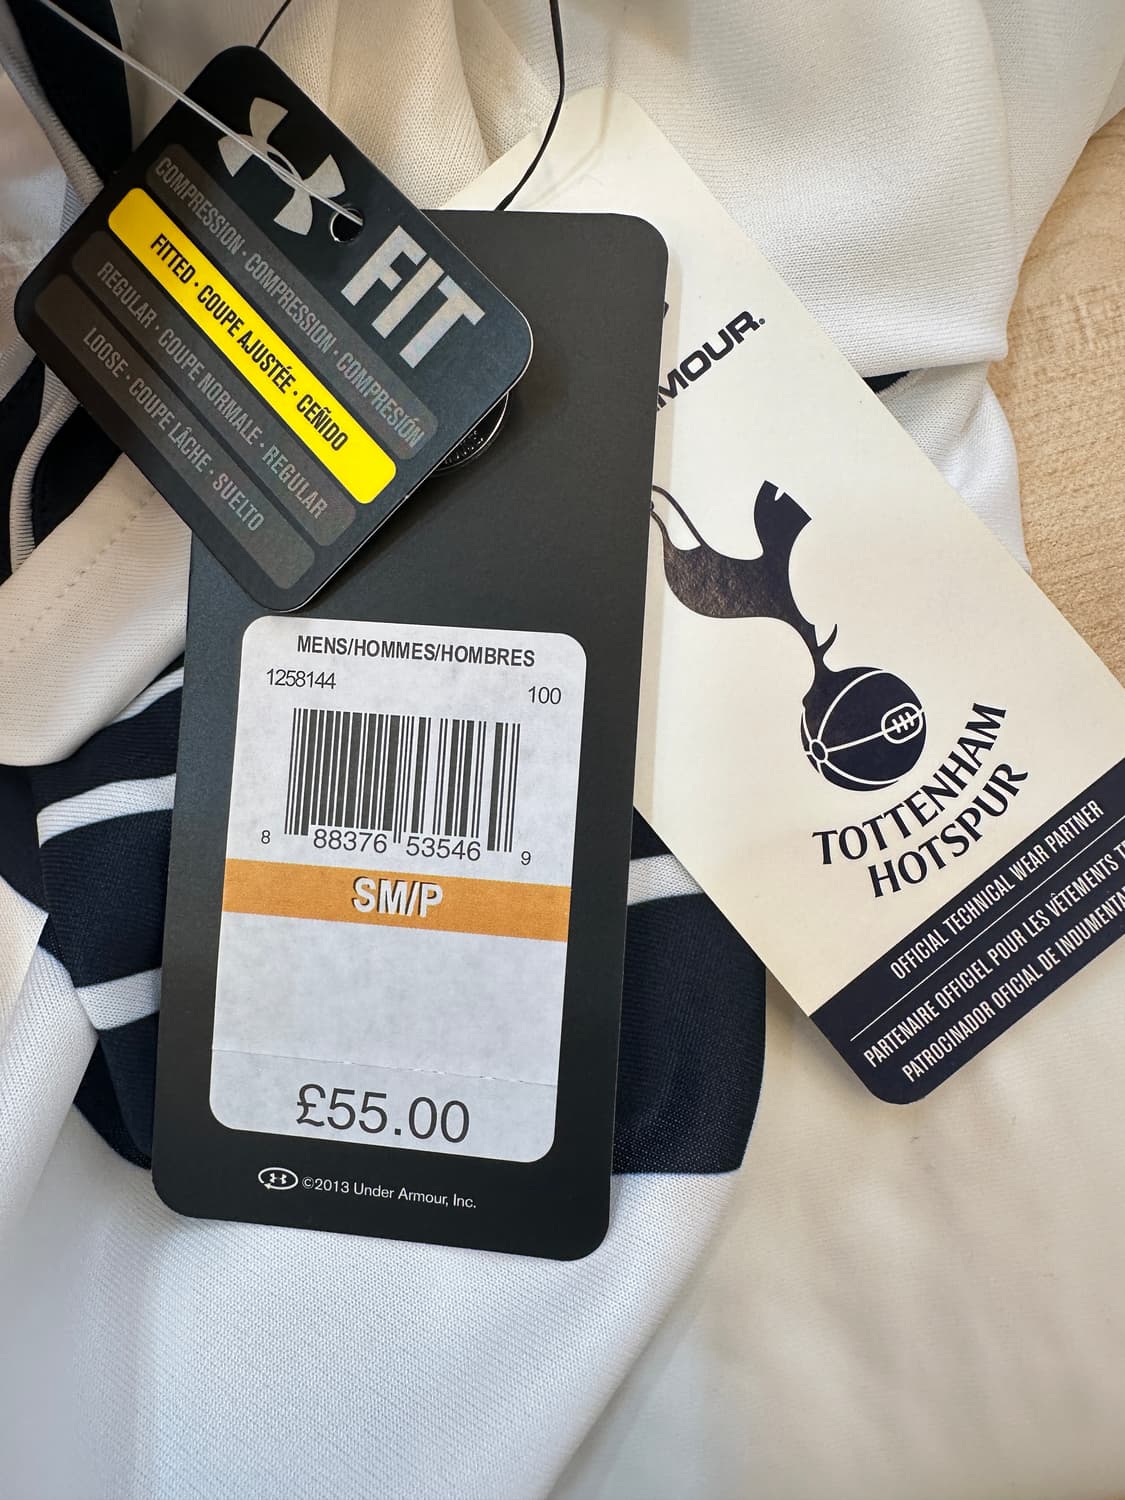 FIT
COMPRESSION · COMPRESSION · COMPRESIÓN
FITTED · COUPE AJUSTÉE · CEÑIDO
REGULAR · COUPE NORMALE · REGULAR
LOOSE · COUPE LÂCHE · SUELTO
MENS/HOMMES/HOMBRES
1258144 100
8 88376 53546 9
SM/P
£55.00
©2013 Under Armour, Inc.
TOTTENHAM
HOTSPUR
OFFICIAL TECHNICAL WEAR PARTNER
PARTENAIRE OFFICIEL POUR LES VÊTEMENTS
PATROCINADOR OFICIAL DE